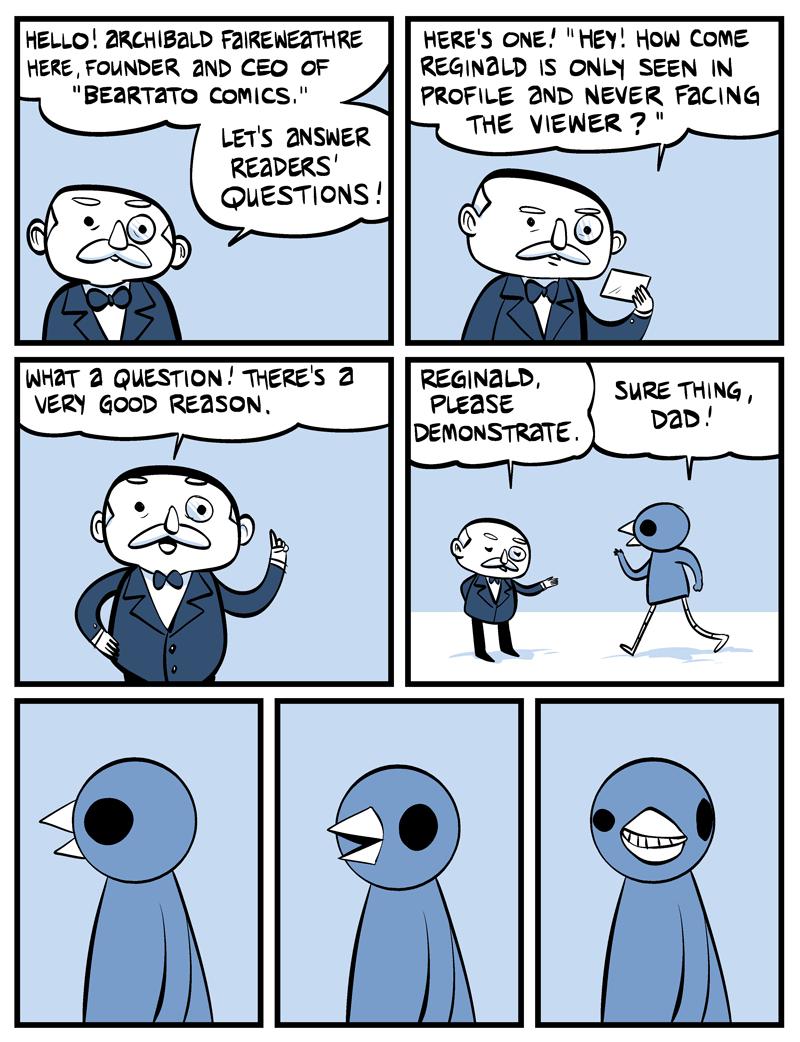 HELLO! ARCHIBALD FAIREWEATHRE
HERE, FOUNDER AND CEO OF
"BEARTATO COMICS."
LET'S ANSWER
READERS'
QUESTIONS!
HERE'S ONE! "HEY! HOW COME
REGINALD IS ONLY SEEN IN
PROFILE AND NEVER FACING
THE VIEWER?"
WHAT A QUESTION! THERE'S A
VERY GOOD REASON.
REGINALD,
PLEASE
DEMONSTRATE.
SURE THING,
DAD!